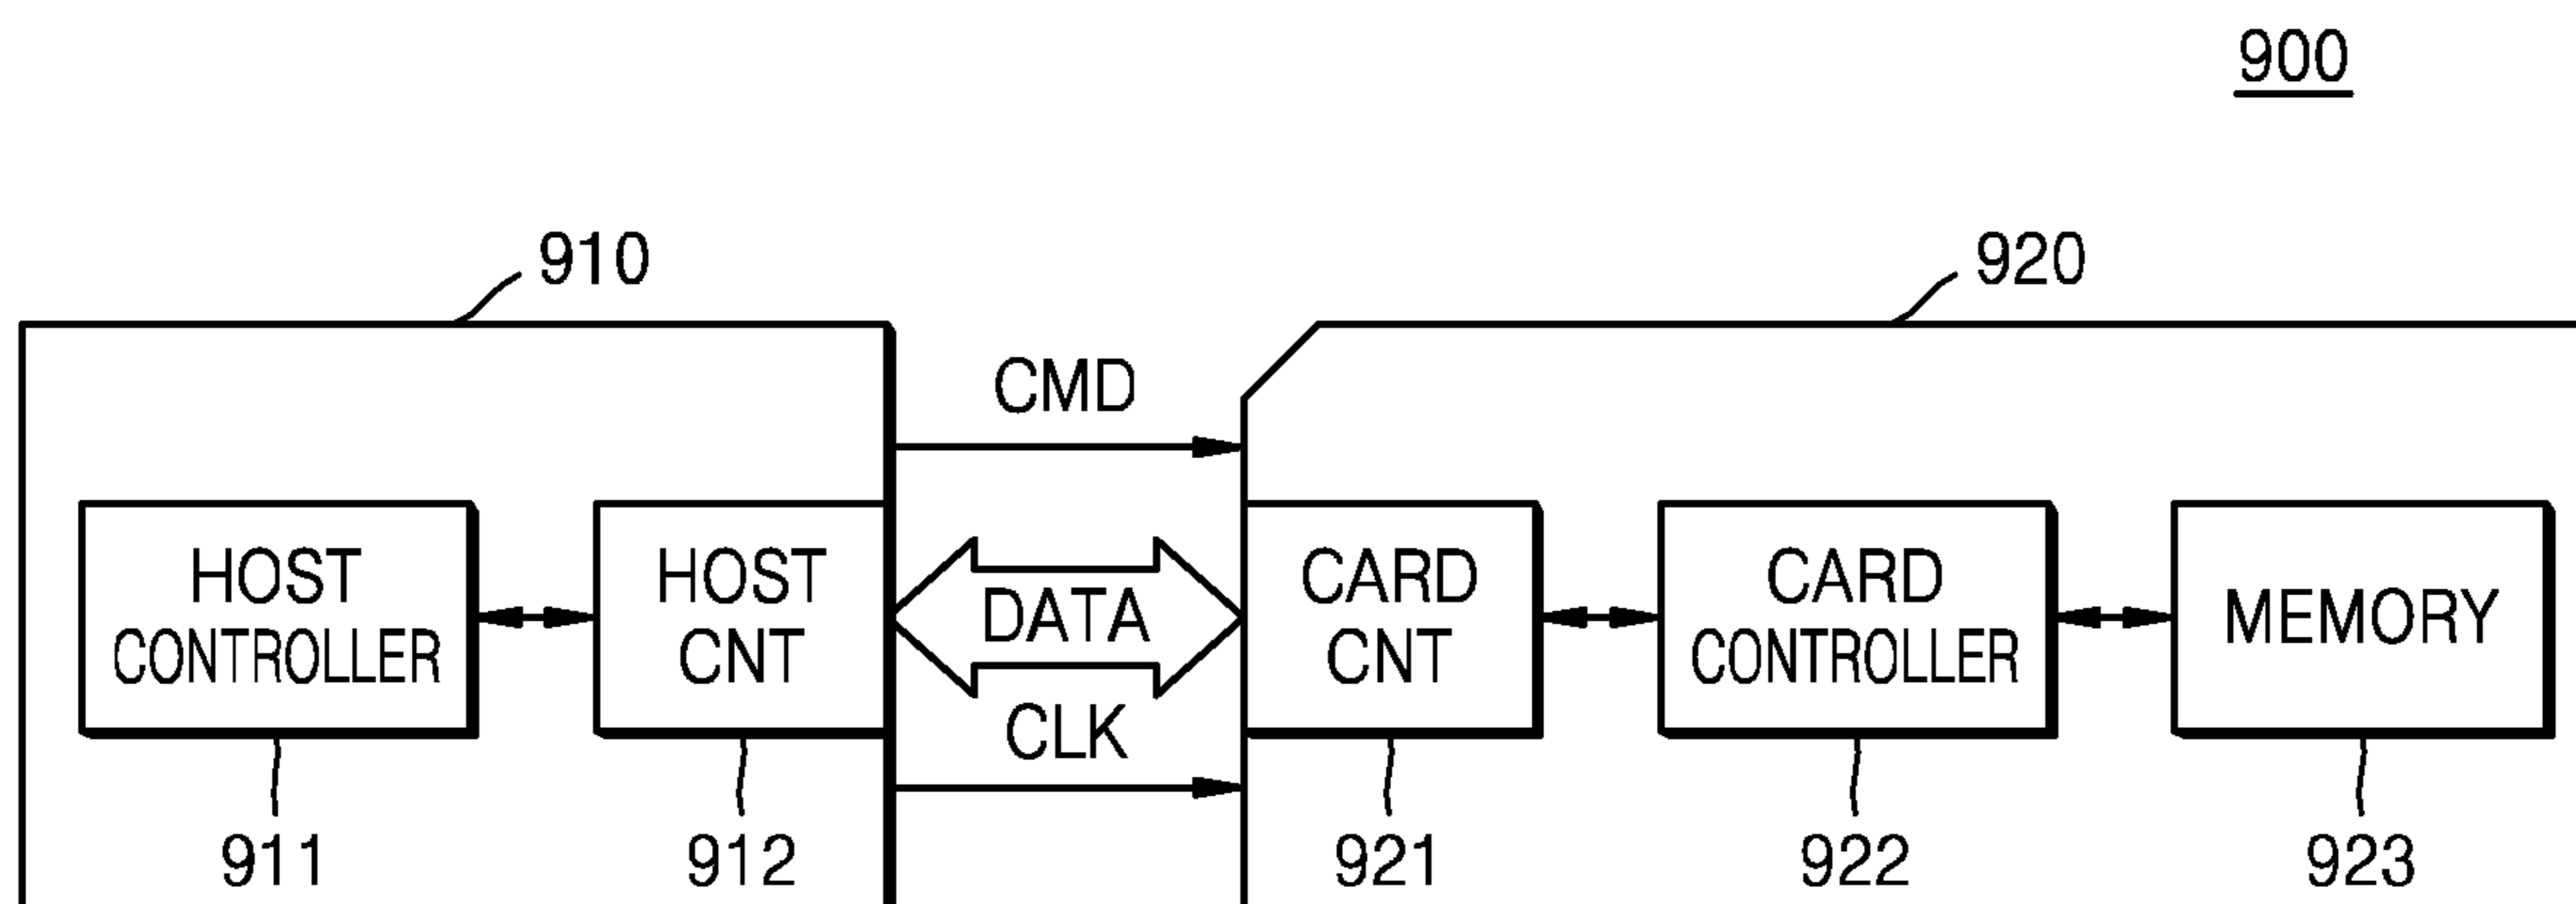 900
910
920
CMD
HOST
CONTROLLER
HOST
CNT
DATA
CARD
CNT
CARD
CONTROLLER
MEMORY
CLK
911
912
921
922
923